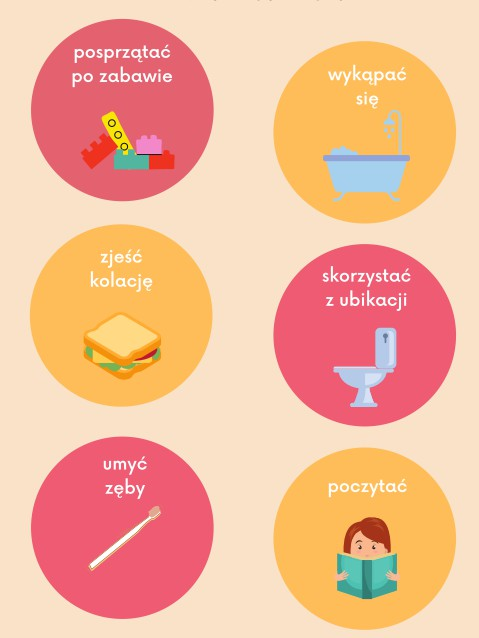 posprzątać
po zabawie
wykąpać
się
zjeść
kolację
skorzystać
z ubikacji
umyć
zęby
poczytać